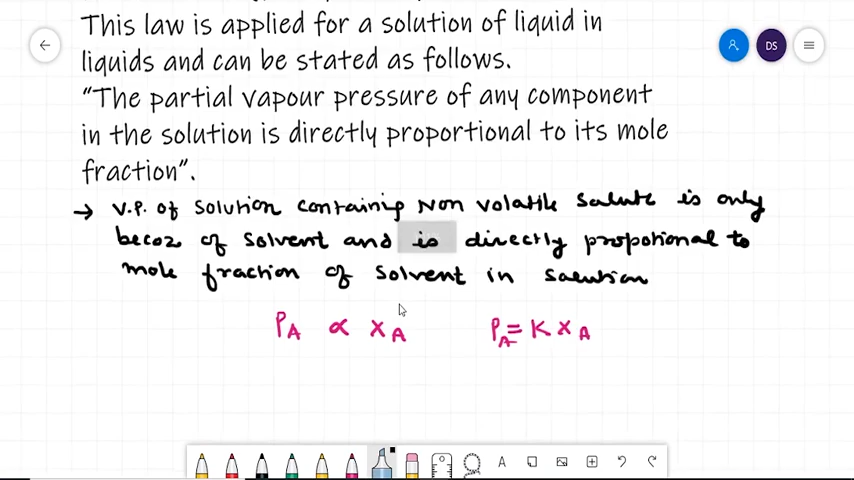 This law is applied for a solution of liquid in
liquids and can be stated as follows.
"The partial vapour pressure of any component
in the solution is directly proportional to its mole
fraction".
→ V.P. of solution containing Non volatile salute is only
becoz of solvent and is directly propotional to
mole fraction of solvent in salution
PA ∝ XA PA = K XA
DS
A